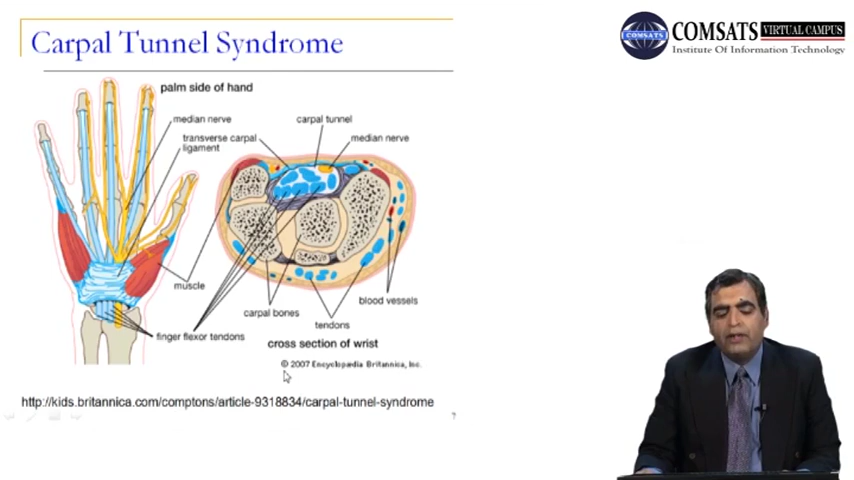 Carpal Tunnel Syndrome
COMSATS
COMSATS VIRTUAL CAMPUS
Institute Of Information Technology
palm side of hand
median nerve
transverse carpal
ligament
carpal tunnel
median nerve
muscle
blood vessels
carpal bones
tendons
finger flexor tendons
cross section of wrist
© 2007 Encyclopædia Britannica, Inc.
http://kids.britannica.com/comptons/article-9318834/carpal-tunnel-syndrome